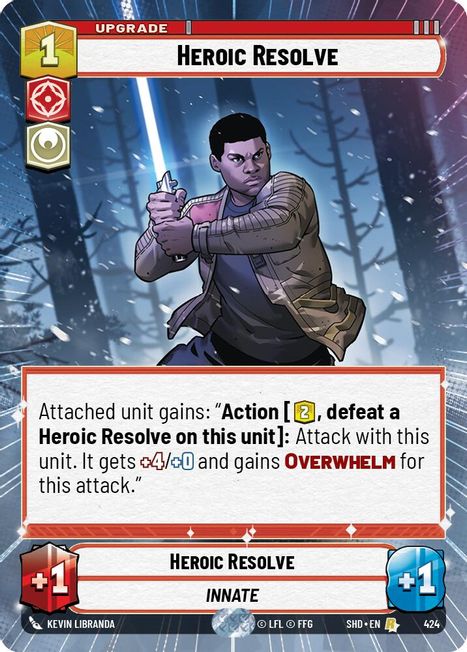 UPGRADE
1
HEROIC RESOLVE
Attached unit gains: “Action [2, defeat a
Heroic Resolve on this unit]: Attack with this
unit. It gets +4/+0 and gains OVERWHELM for
this attack.”
+1
HEROIC RESOLVE
+1
INNATE
KEVIN LIBRANDA
© LFL © FFG
SHD • EN R 424